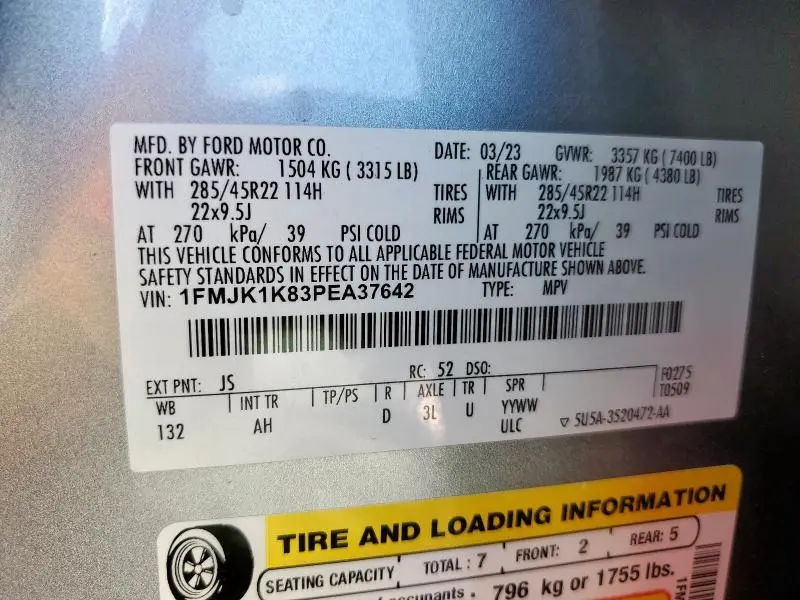 MFD. BY FORD MOTOR CO. DATE: 03/23 GVWR: 3357 KG ( 7400 LB)
FRONT GAWR: 1504 KG ( 3315 LB) REAR GAWR: 1987 KG ( 4380 LB)
WITH 285/45R22 114H TIRES WITH 285/45R22 114H TIRES
22x9.5J RIMS 22x9.5J RIMS
AT 270 kPa/ 39 PSI COLD AT 270 kPa/ 39 PSI COLD
THIS VEHICLE CONFORMS TO ALL APPLICABLE FEDERAL MOTOR VEHICLE
SAFETY STANDARDS IN EFFECT ON THE DATE OF MANUFACTURE SHOWN ABOVE.
VIN: 1FMJK1K83PEA37642 TYPE: MPV
EXT PNT: JS RC: 52 DSO: F0275
WB INT TR TP/PS R AXLE TR SPR T0509
132 AH D 3L U YYWW
ULC ▽ 5U5A-3520472-AA
TIRE AND LOADING INFORMATION
SEATING CAPACITY TOTAL : 7 FRONT: 2 REAR: 5
occupants . 796 kg or 1755 lbs.
1FM